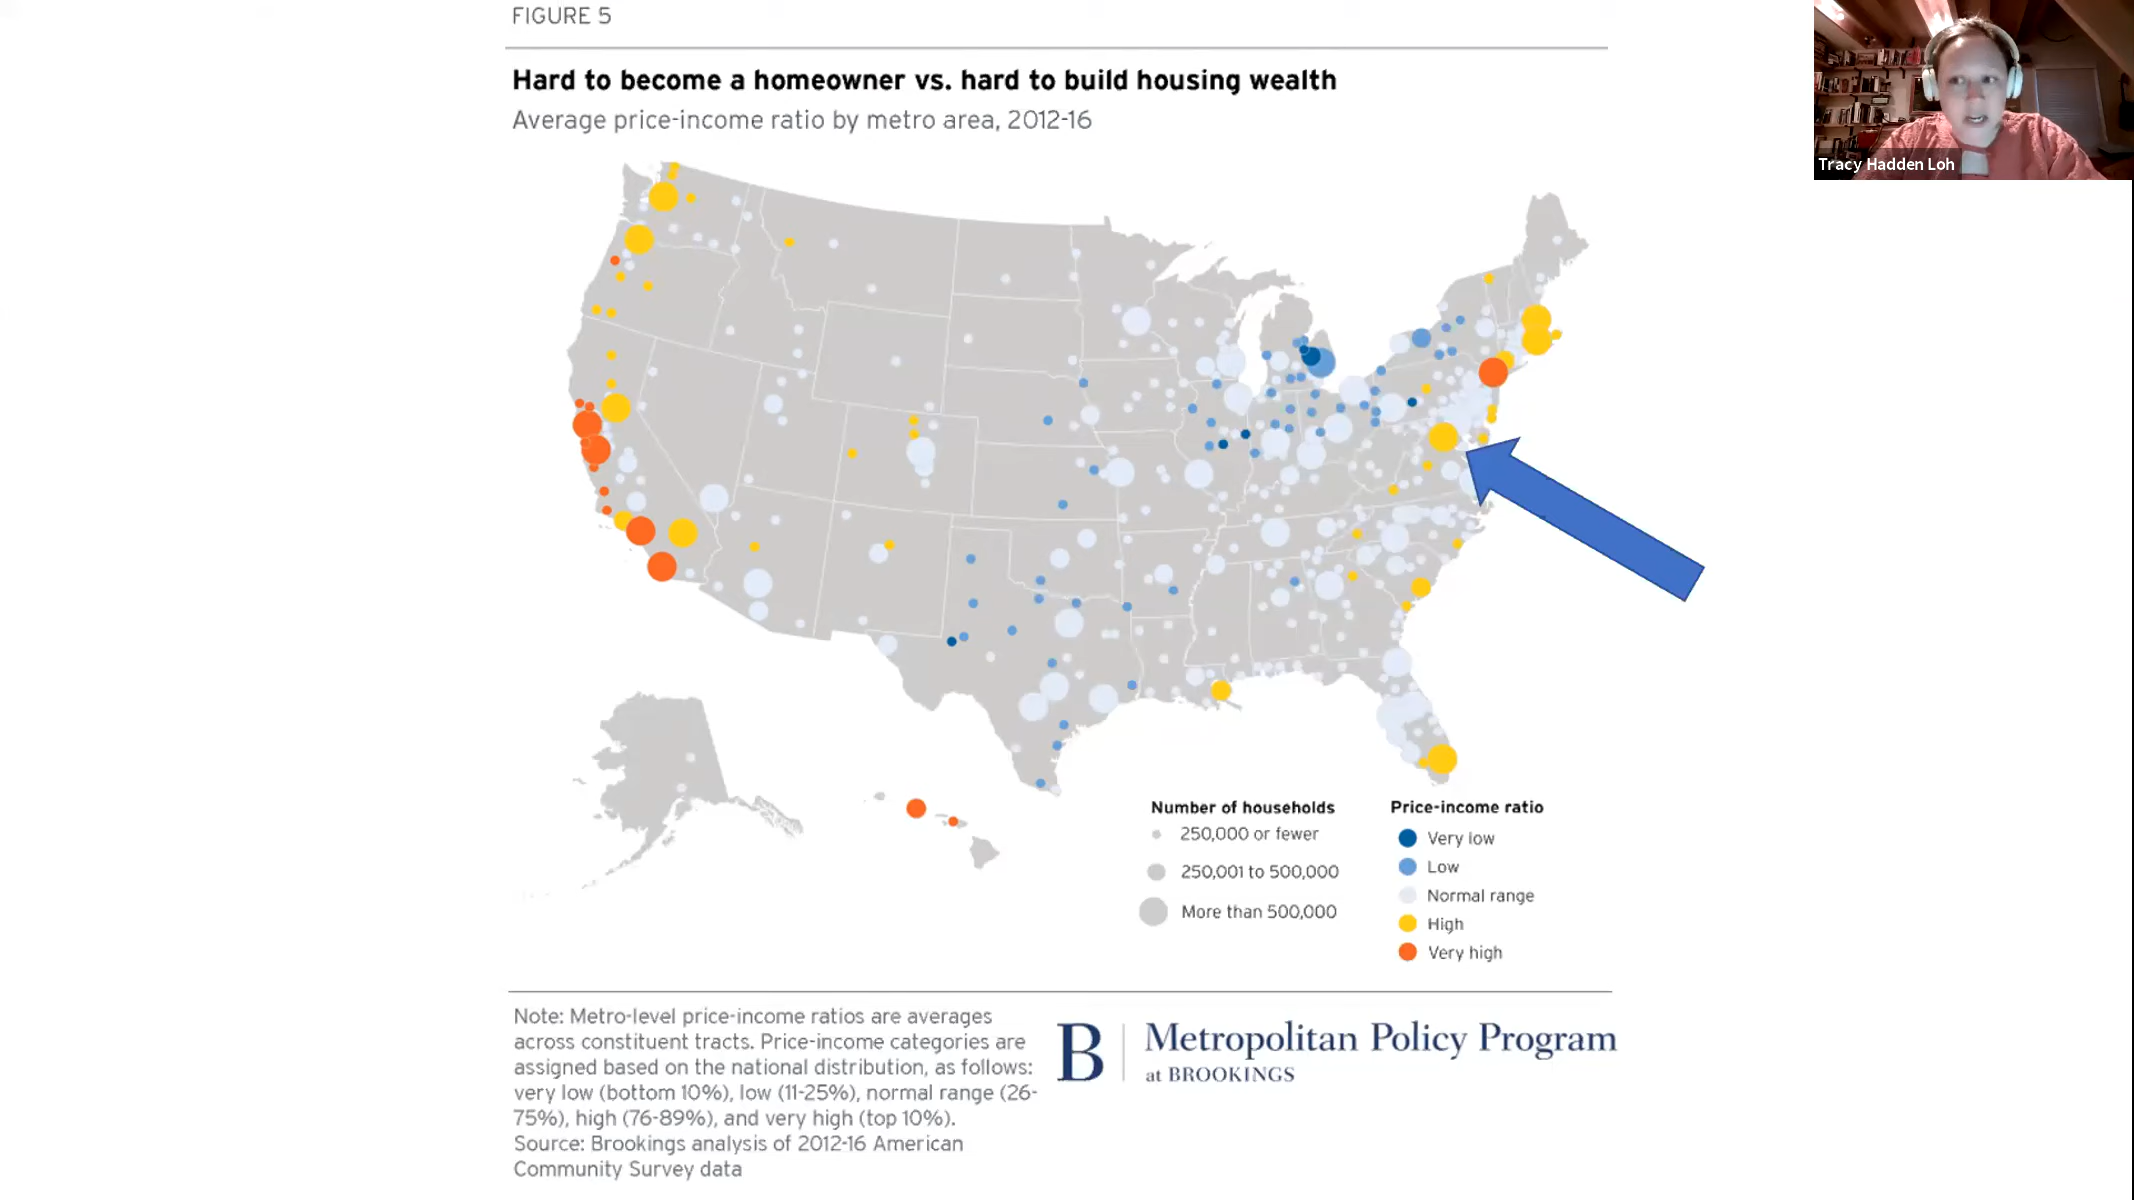 FIGURE 5
Hard to become a homeowner vs. hard to build housing wealth
Average price-income ratio by metro area, 2012-16
Tracy Hadden Loh
Number of households
250,000 or fewer
250,001 to 500,000
More than 500,000
Price-income ratio
Very low
Low
Normal range
High
Very high
Note: Metro-level price-income ratios are averages
across constituent tracts. Price-income categories are
assigned based on the national distribution, as follows:
very low (bottom 10%), low (11-25%), normal range (26-
75%), high (76-89%), and very high (top 10%).
Source: Brookings analysis of 2012-16 American
Community Survey data
B
Metropolitan Policy Program
at BROOKINGS